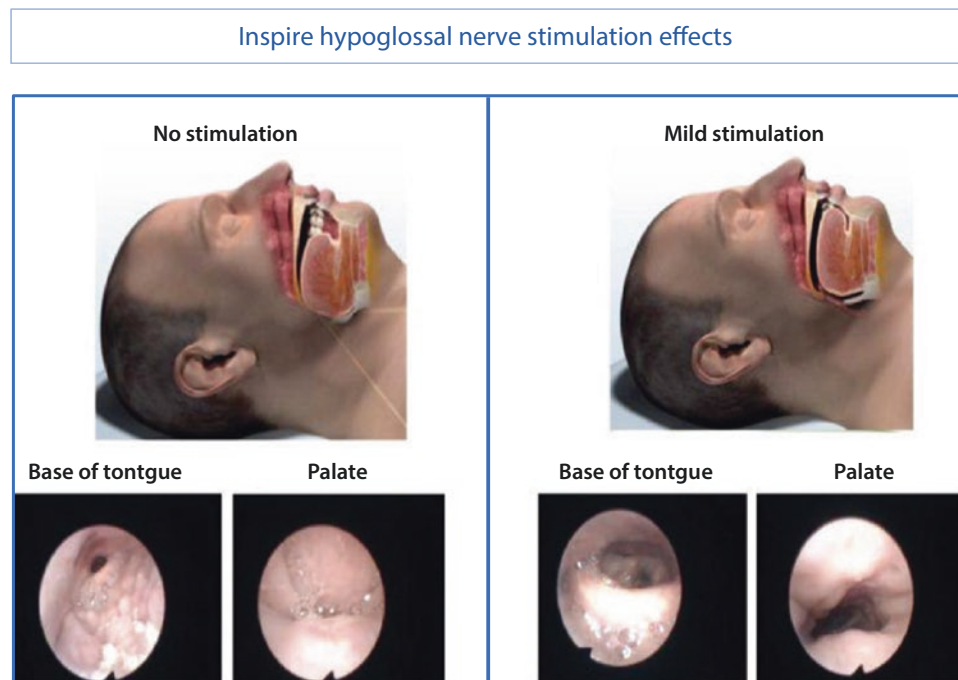 Inspire hypoglossal nerve stimulation effects
No stimulation
Mild stimulation
Base of tontgue
Palate
Base of tontgue
Palate